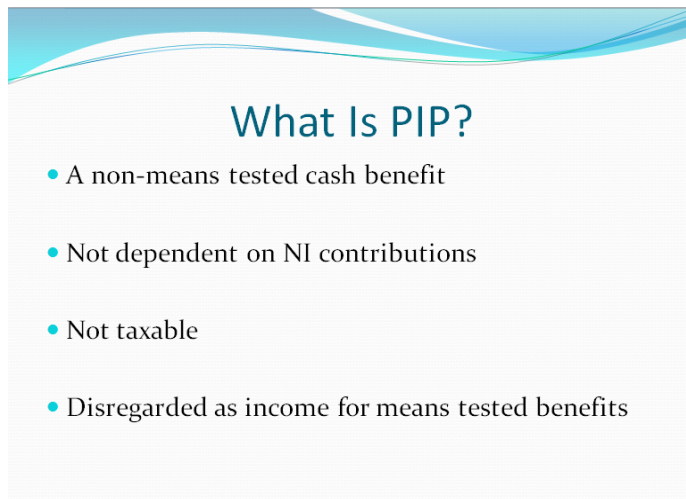 What Is PIP?
A non-means tested cash benefit
Not dependent on NI contributions
Not taxable
Disregarded as income for means tested benefits